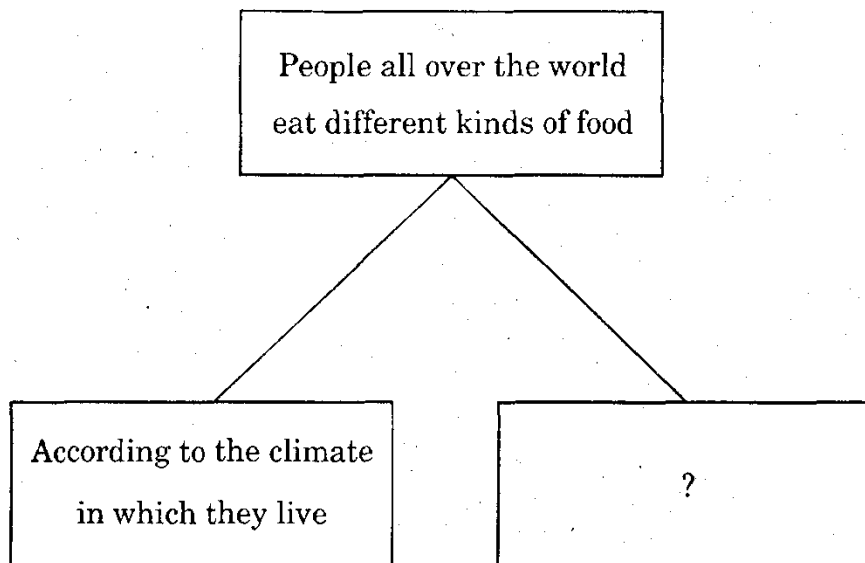 People all over the world
eat different kinds of food
According to the climate
in which they live
?